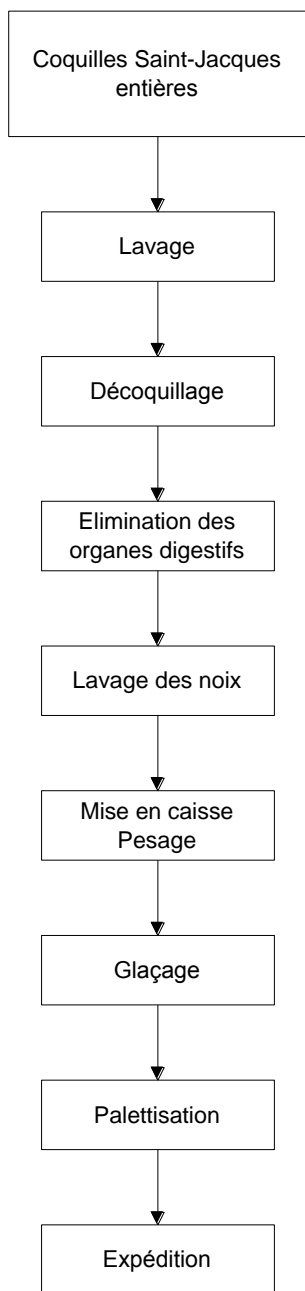 Coquilles Saint-Jacques
entières
Lavage
Décoquillage
Elimination des
organes digestifs
Lavage des noix
Mise en caisse
Pesage
Glaçage
Palettisation
Expédition